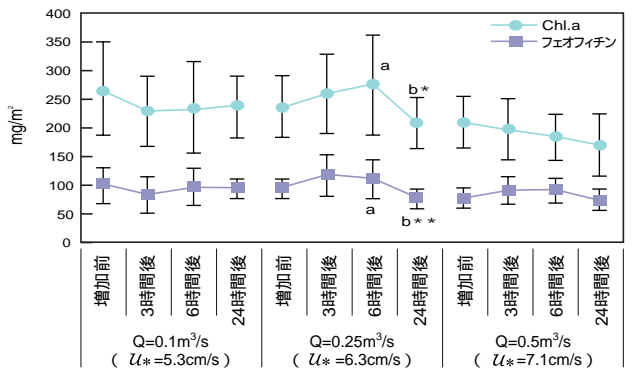 Chl.a
フェオフィチン
mg/m²
400
350
300
250
200
150
100
50
0
a
b*
a
b**
増加前
3時間後
6時間後
24時間後
増加前
3時間後
6時間後
24時間後
増加前
3時間後
6時間後
24時間後
Q=0.1m³/s
Q=0.25m³/s
Q=0.5m³/s
( U* =5.3cm/s)
( U* =6.3cm/s)
( U* =7.1cm/s)